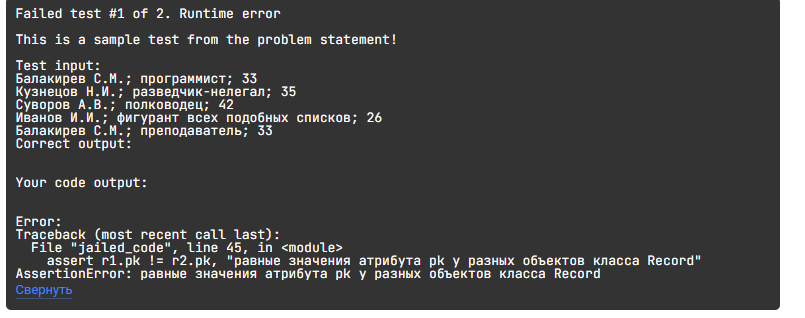 Failed test #1 of 2. Runtime error
This is a sample test from the problem statement!
Test input:
Балакирев С.М.; программист; 33
Кузнецов Н.И.; разведчик-нелегал; 35
Суворов А.В.; полководец; 42
Иванов И.И.; фигурант всех подобных списков; 26
Балакирев С.М.; преподаватель; 33
Correct output:
Your code output:
Error:
Traceback (most recent call last):
File "jailed_code", line 45, in <module>
assert r1.pk != r2.pk, "равные значения атрибута pk у разных объектов класса Record"
AssertionError: равные значения атрибута pk у разных объектов класса Record
Свернуть